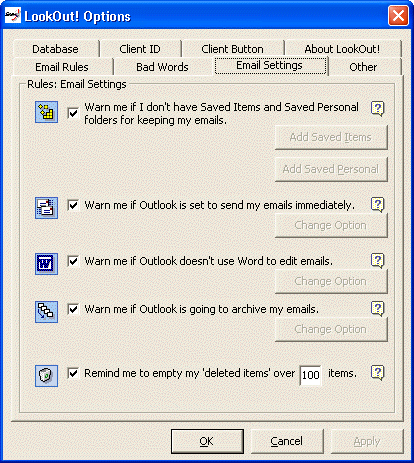 LookOut! Options
Database
Client ID
Client Button
About LookOut!
Email Rules
Bad Words
Email Settings
Other
Rules: Email Settings
Warn me if I don't have Saved Items and Saved Personal
folders for keeping my emails.
Add Saved Items
Add Saved Personal
Warn me if Outlook is set to send my emails immediately.
Change Option
Warn me if Outlook doesn't use Word to edit emails.
Change Option
Warn me if Outlook is going to archive my emails.
Change Option
Remind me to empty my 'deleted items' over 100 items.
OK
Cancel
Apply